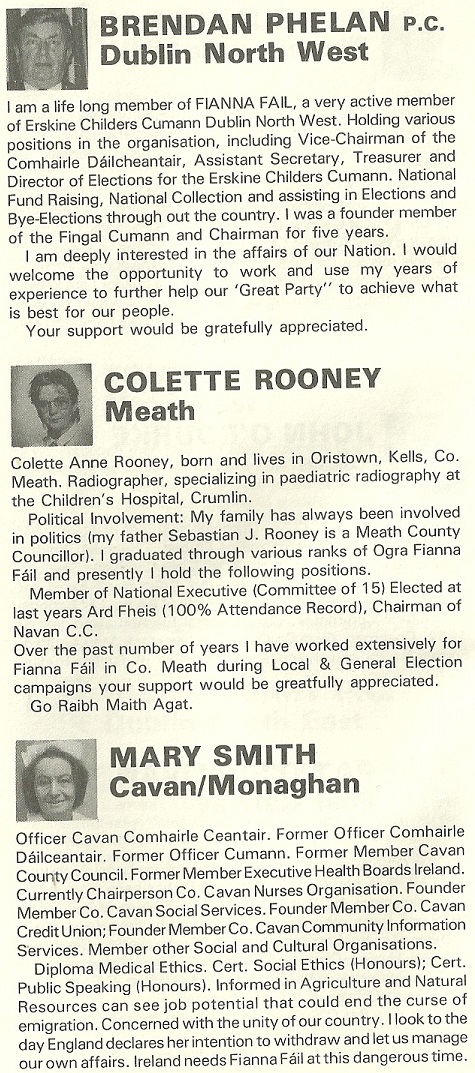 BRENDAN PHELAN P.C.
Dublin North West
I am a life long member of FIANNA FAIL, a very active member
of Erskine Childers Cumann Dublin North West. Holding various
positions in the organisation, including Vice-Chairman of the
Comhairle Dáilcheantair, Assistant Secretary, Treasurer and
Director of Elections for the Erskine Childers Cumann. National
Fund Raising, National Collection and assisting in Elections and
Bye-Elections through out the country. I was a founder member
of the Fingal Cumann and Chairman for five years.
I am deeply interested in the affairs of our Nation. I would
welcome the opportunity to work and use my years of
experience to further help our 'Great Party'' to achieve what
is best for our people.
Your support would be gratefully appreciated.
COLETTE ROONEY
Meath
Colette Anne Rooney, born and lives in Oristown, Kells, Co.
Meath. Radiographer, specializing in paediatric radiography at
the Children's Hospital, Crumlin.
Political Involvement: My family has always been involved
in politics (my father Sebastian J. Rooney is a Meath County
Councillor). I graduated through various ranks of Ogra Fianna
Fáil and presently I hold the following positions.
Member of National Executive (Committee of 15) Elected at
last years Ard Fheis (100% Attendance Record), Chairman of
Navan C.C.
Over the past number of years I have worked extensively for
Fianna Fáil in Co. Meath during Local & General Election
campaigns your support would be greatfully appreciated.
Go Raibh Maith Agat.
MARY SMITH
Cavan/Monaghan
Officer Cavan Comhairle Ceantair. Former Officer Comhairle
Dáilceantair. Former Officer Cumann. Former Member Cavan
County Council. Former Member Executive Health Boards Ireland.
Currently Chairperson Co. Cavan Nurses Organisation. Founder
Member Co. Cavan Social Services. Founder Member Co. Cavan
Credit Union; Founder Member Co. Cavan Community Information
Services. Member other Social and Cultural Organisations.
Diploma Medical Ethics. Cert. Social Ethics (Honours); Cert.
Public Speaking (Honours). Informed in Agriculture and Natural
Resources can see job potential that could end the curse of
emigration. Concerned with the unity of our country. I look to the
day England declares her intention to withdraw and let us manage
our own affairs. Ireland needs Fianna Fáil at this dangerous time.